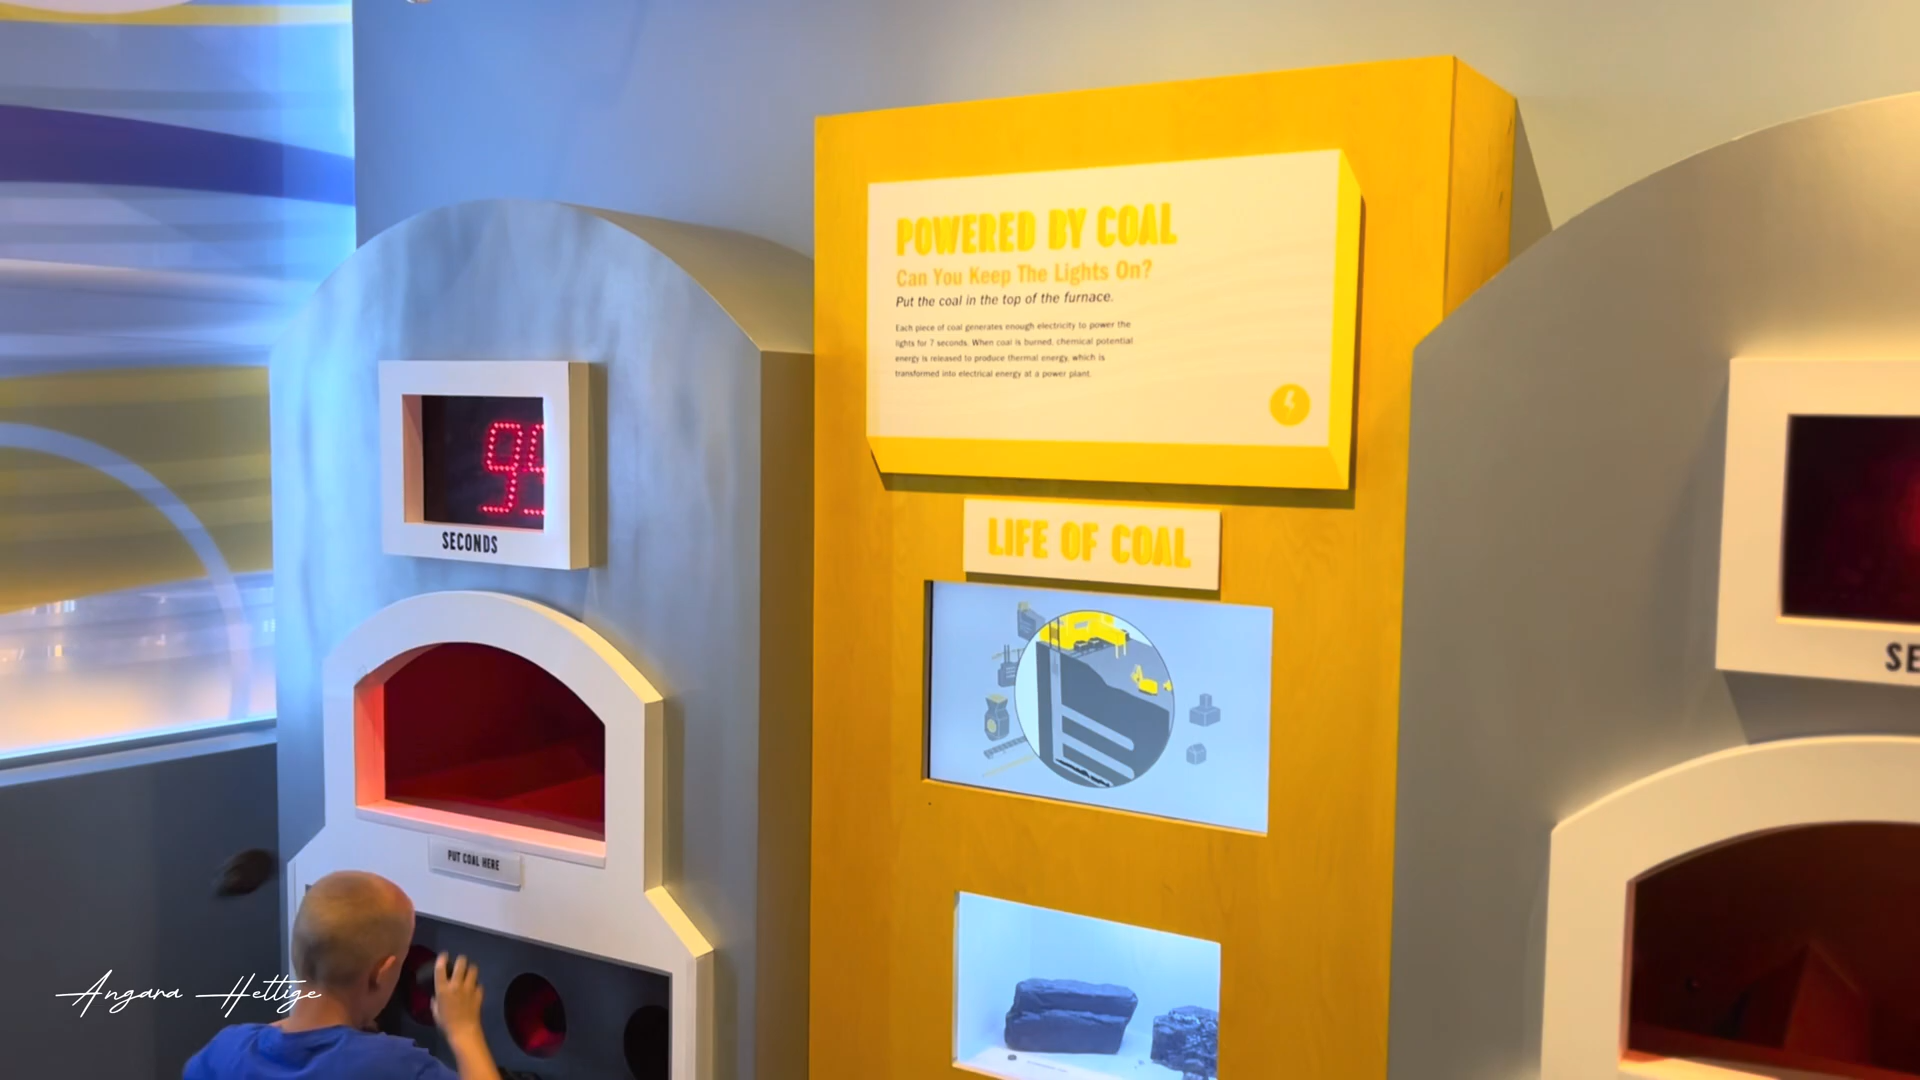 POWERED BY COAL
Can You Keep The Lights On?
Put the coal in the top of the furnace.
Each piece of coal generates enough electricity to power the
lights for 7 seconds. When coal is burned, chemical potential
energy is released to produce thermal energy, which is
transformed into electrical energy at a power plant.
LIFE OF COAL
9
SECONDS
PUT COAL HERE
SE
Angara Hettige